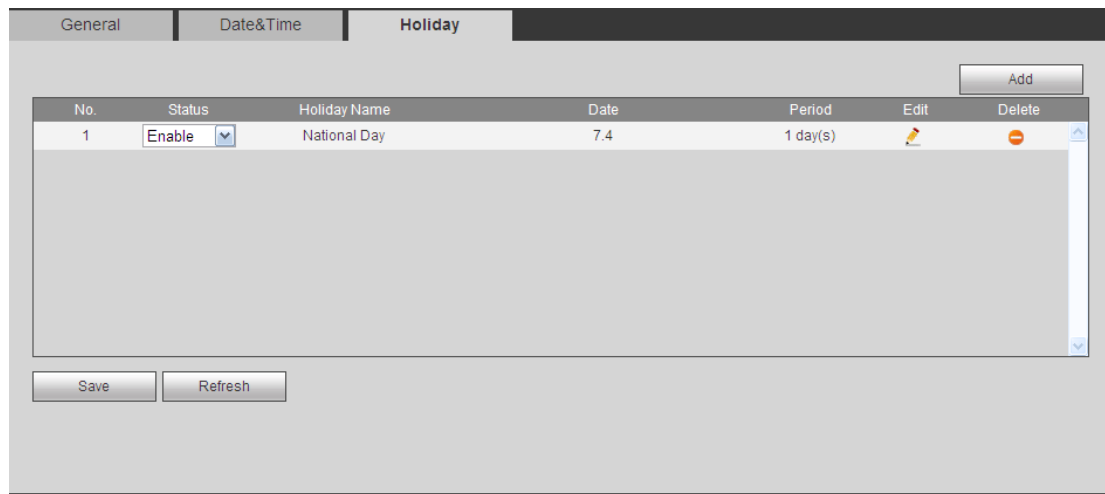 General Date&Time Holiday
Add
No. Status Holiday Name Date Period Edit Delete
1 Enable National Day 7.4 1 day(s)
Save Refresh